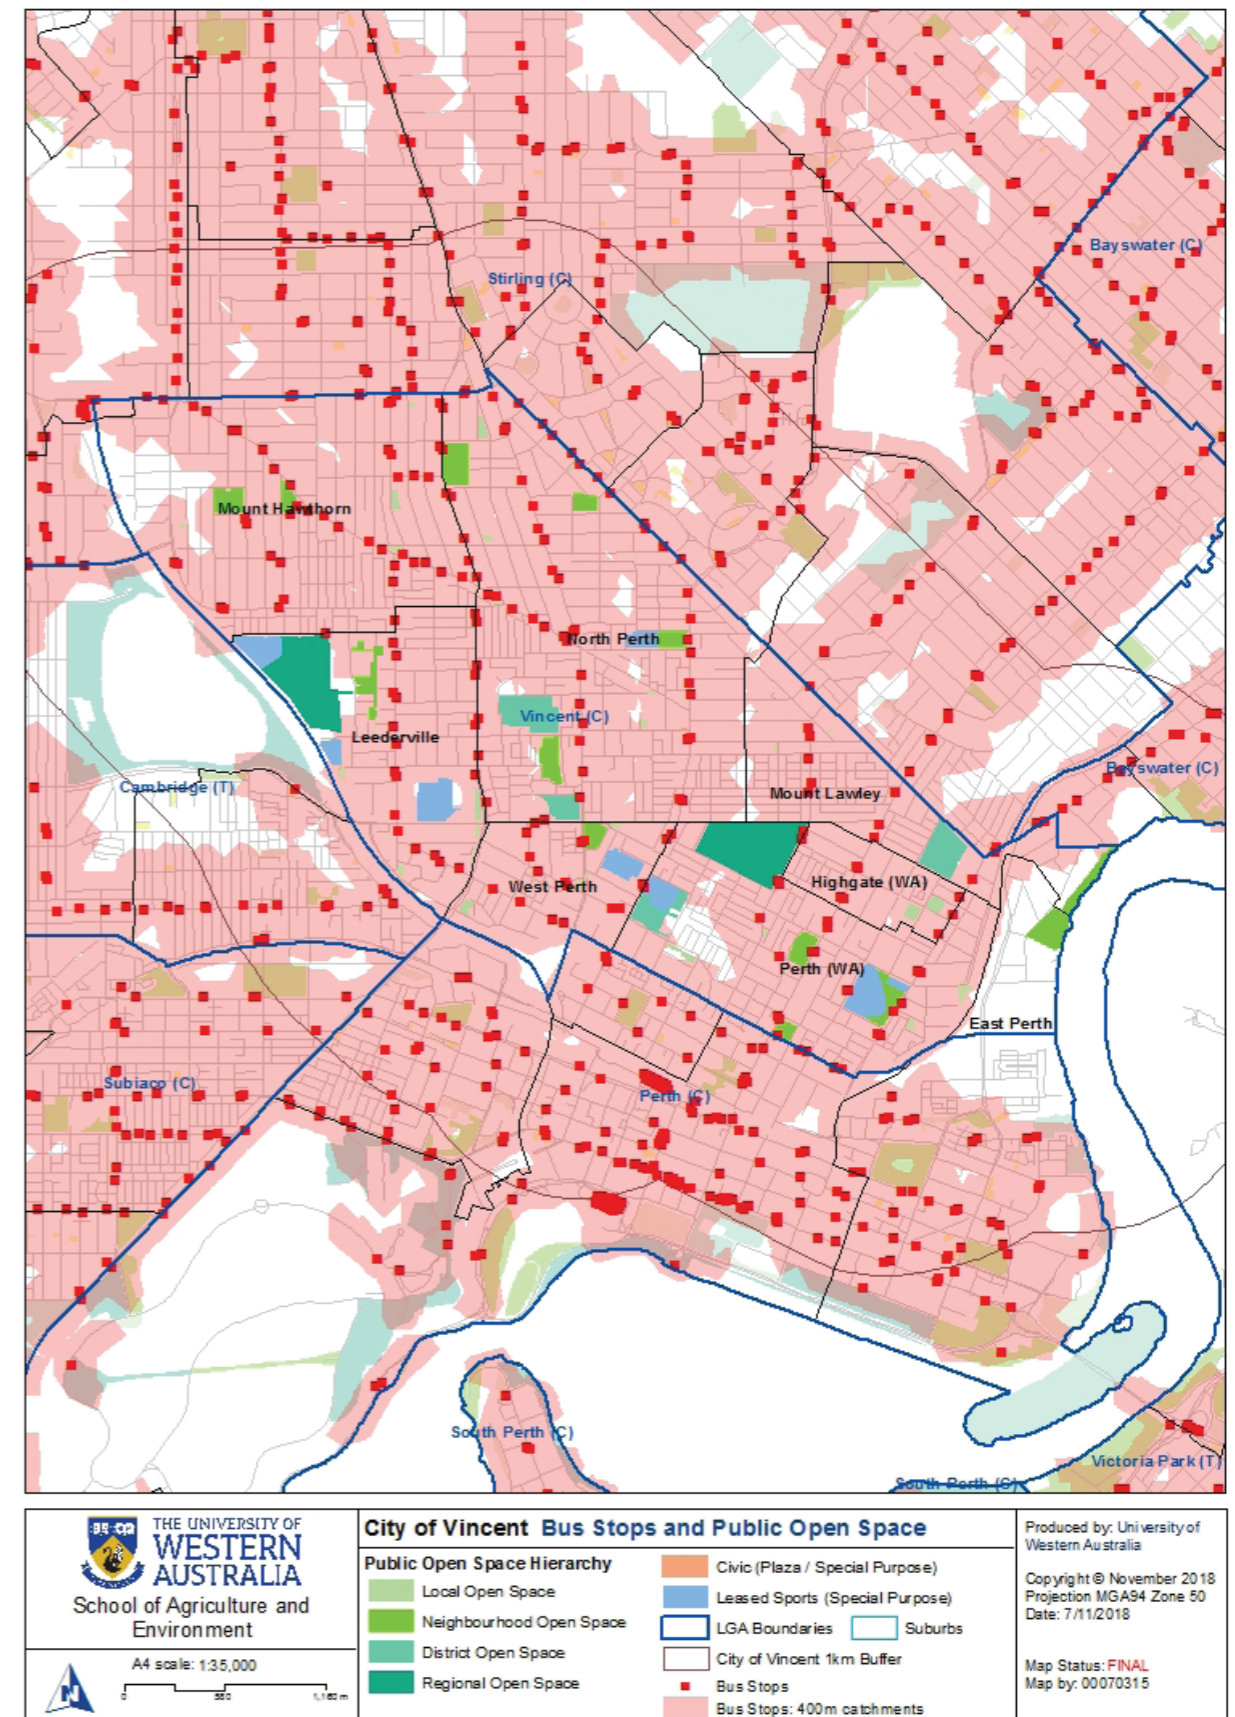 Bayswater (C)
Stirling (C)
Mount Hawthorn
North Perth
Vincent (C)
Leederville
Bayswater (C)
Cambridge (T)
Mount Lawley
West Perth
Highgate (WA)
Perth (WA)
East Perth
Subiaco (C)
Perth (C)
South Perth (C)
Victoria Park (T)
South Perth (C)
THE UNIVERSITY OF
WESTERN
AUSTRALIA
School of Agriculture and
Environment
A4 scale: 1:35,000
0 580 1,160 m
N
City of Vincent Bus Stops and Public Open Space
Public Open Space Hierarchy
Local Open Space
Neighbourhood Open Space
District Open Space
Regional Open Space
Civic (Plaza / Special Purpose)
Leased Sports (Special Purpose)
LGA Boundaries
Suburbs
City of Vincent 1km Buffer
Bus Stops
Bus Stops: 400m catchments
Produced by: University of
Western Australia
Copyright © November 2018
Projection MGA94 Zone 50
Date: 7/11/2018
Map Status: FINAL
Map by: 00070315